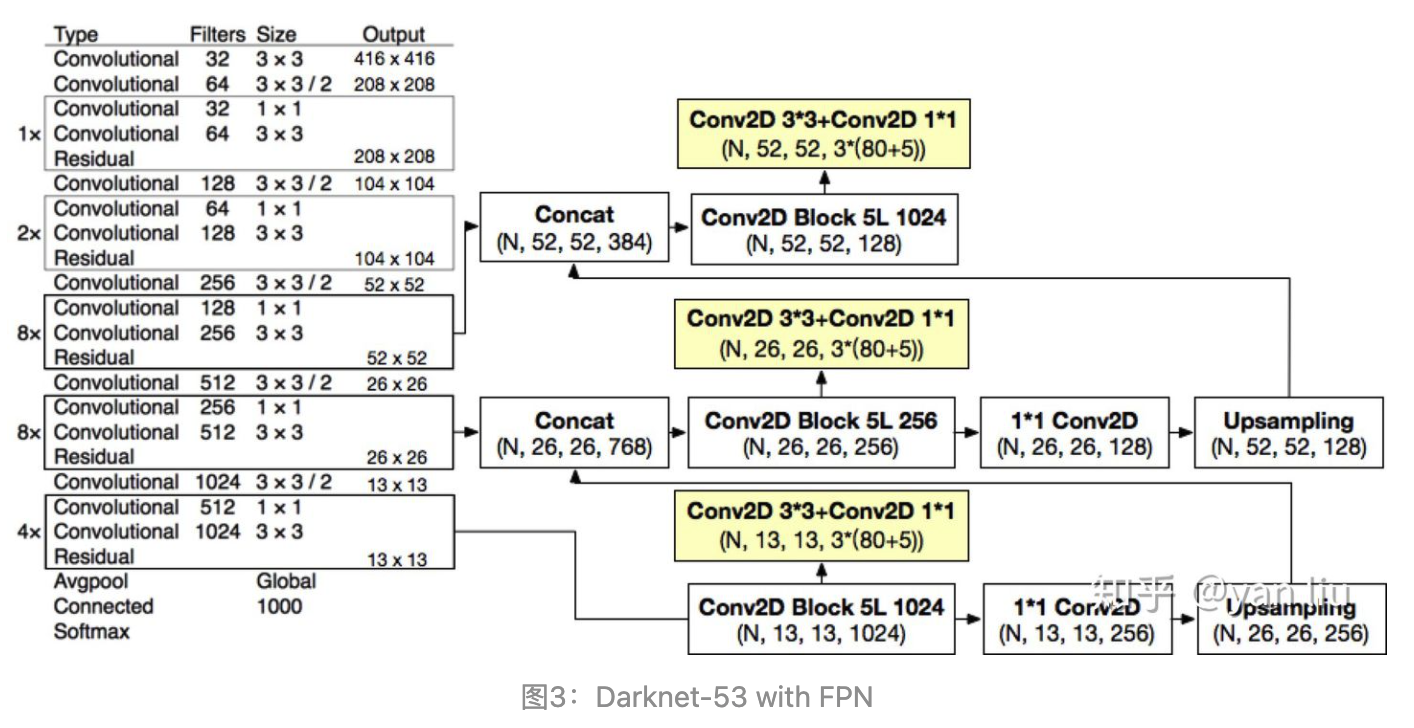 Type Filters Size Output
Convolutional 32 3 × 3 416 x 416
Convolutional 64 3 × 3 / 2 208 x 208
1× Convolutional 32 1 × 1
Convolutional 64 3 × 3
Residual 208 x 208
Convolutional 128 3 × 3 / 2 104 x 104
2× Convolutional 64 1 × 1
Convolutional 128 3 × 3
Residual 104 x 104
Convolutional 256 3 × 3 / 2 52 x 52
8× Convolutional 128 1 × 1
Convolutional 256 3 × 3
Residual 52 x 52
Convolutional 512 3 × 3 / 2 26 x 26
8× Convolutional 256 1 × 1
Convolutional 512 3 × 3
Residual 26 x 26
Convolutional 1024 3 × 3 / 2 13 x 13
4× Convolutional 512 1 × 1
Convolutional 1024 3 × 3
Residual 13 x 13
Avgpool Global
Connected 1000
Softmax
Conv2D 3*3+Conv2D 1*1
(N, 52, 52, 3*(80+5))
Concat
(N, 52, 52, 384)
Conv2D Block 5L 1024
(N, 52, 52, 128)
Conv2D 3*3+Conv2D 1*1
(N, 26, 26, 3*(80+5))
Concat
(N, 26, 26, 768)
Conv2D Block 5L 256
(N, 26, 26, 256)
1*1 Conv2D
(N, 26, 26, 128)
Upsampling
(N, 52, 52, 128)
Conv2D 3*3+Conv2D 1*1
(N, 13, 13, 3*(80+5))
Conv2D Block 5L 1024
(N, 13, 13, 1024)
1*1 Conv2D
(N, 13, 13, 256)
Upsampling
(N, 26, 26, 256)
知乎 @yan liu
图3：Darknet-53 with FPN